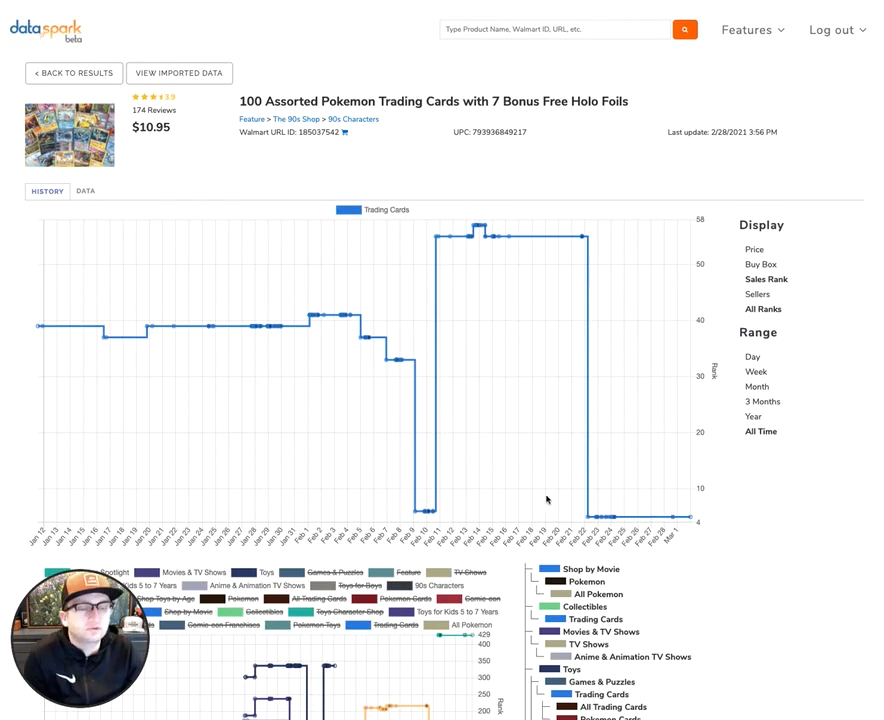 data spark
beta
Type Product Name, Walmart ID, URL, etc.
Features
Log out
< BACK TO RESULTS
VIEW IMPORTED DATA
3.9
174 Reviews
$10.95
100 Assorted Pokemon Trading Cards with 7 Bonus Free Holo Foils
Feature > The 90s Shop > 90s Characters
Walmart URL ID: 185037542
UPC: 793936849217
Last update: 2/28/2021 3:56 PM
HISTORY
DATA
Trading Cards
58
50
40
30
20
10
4
Rank
Jan 12 Jan 13 Jan 14 Jan 15 Jan 16 Jan 17 Jan 18 Jan 19 Jan 20 Jan 21 Jan 22 Jan 23 Jan 24 Jan 25 Jan 26 Jan 27 Jan 28 Jan 29 Jan 30 Jan 31 Feb 1 Feb 2 Feb 3 Feb 4 Feb 5 Feb 6 Feb 7 Feb 8 Feb 9 Feb 10 Feb 11 Feb 12 Feb 13 Feb 14 Feb 15 Feb 16 Feb 17 Feb 18 Feb 19 Feb 20 Feb 21 Feb 22 Feb 23 Feb 24 Feb 25 Feb 26 Feb 27 Feb 28 Mar 1
Display
Price
Buy Box
Sales Rank
Sellers
All Ranks
Range
Day
Week
Month
3 Months
Year
All Time
Spotlight Movies & TV Shows Toys Games & Puzzles Feature TV Shows
Kids 5 to 7 Years Anime & Animation TV Shows Toys for Boys 90s Characters
Shop Toys by Age Pokemon All Trading Cards Pokemon Cards Comic-con
Shop by Movie Collectibles Toys Character Shop Toys for Kids 5 to 7 Years
Comic-con Franchises Pokemon Toys Trading Cards All Pokemon
429
350
300
250
200
Rank
Shop by Movie
Pokemon
All Pokemon
Collectibles
Trading Cards
Movies & TV Shows
TV Shows
Anime & Animation TV Shows
Toys
Games & Puzzles
Trading Cards
All Trading Cards
Pokemon Cards